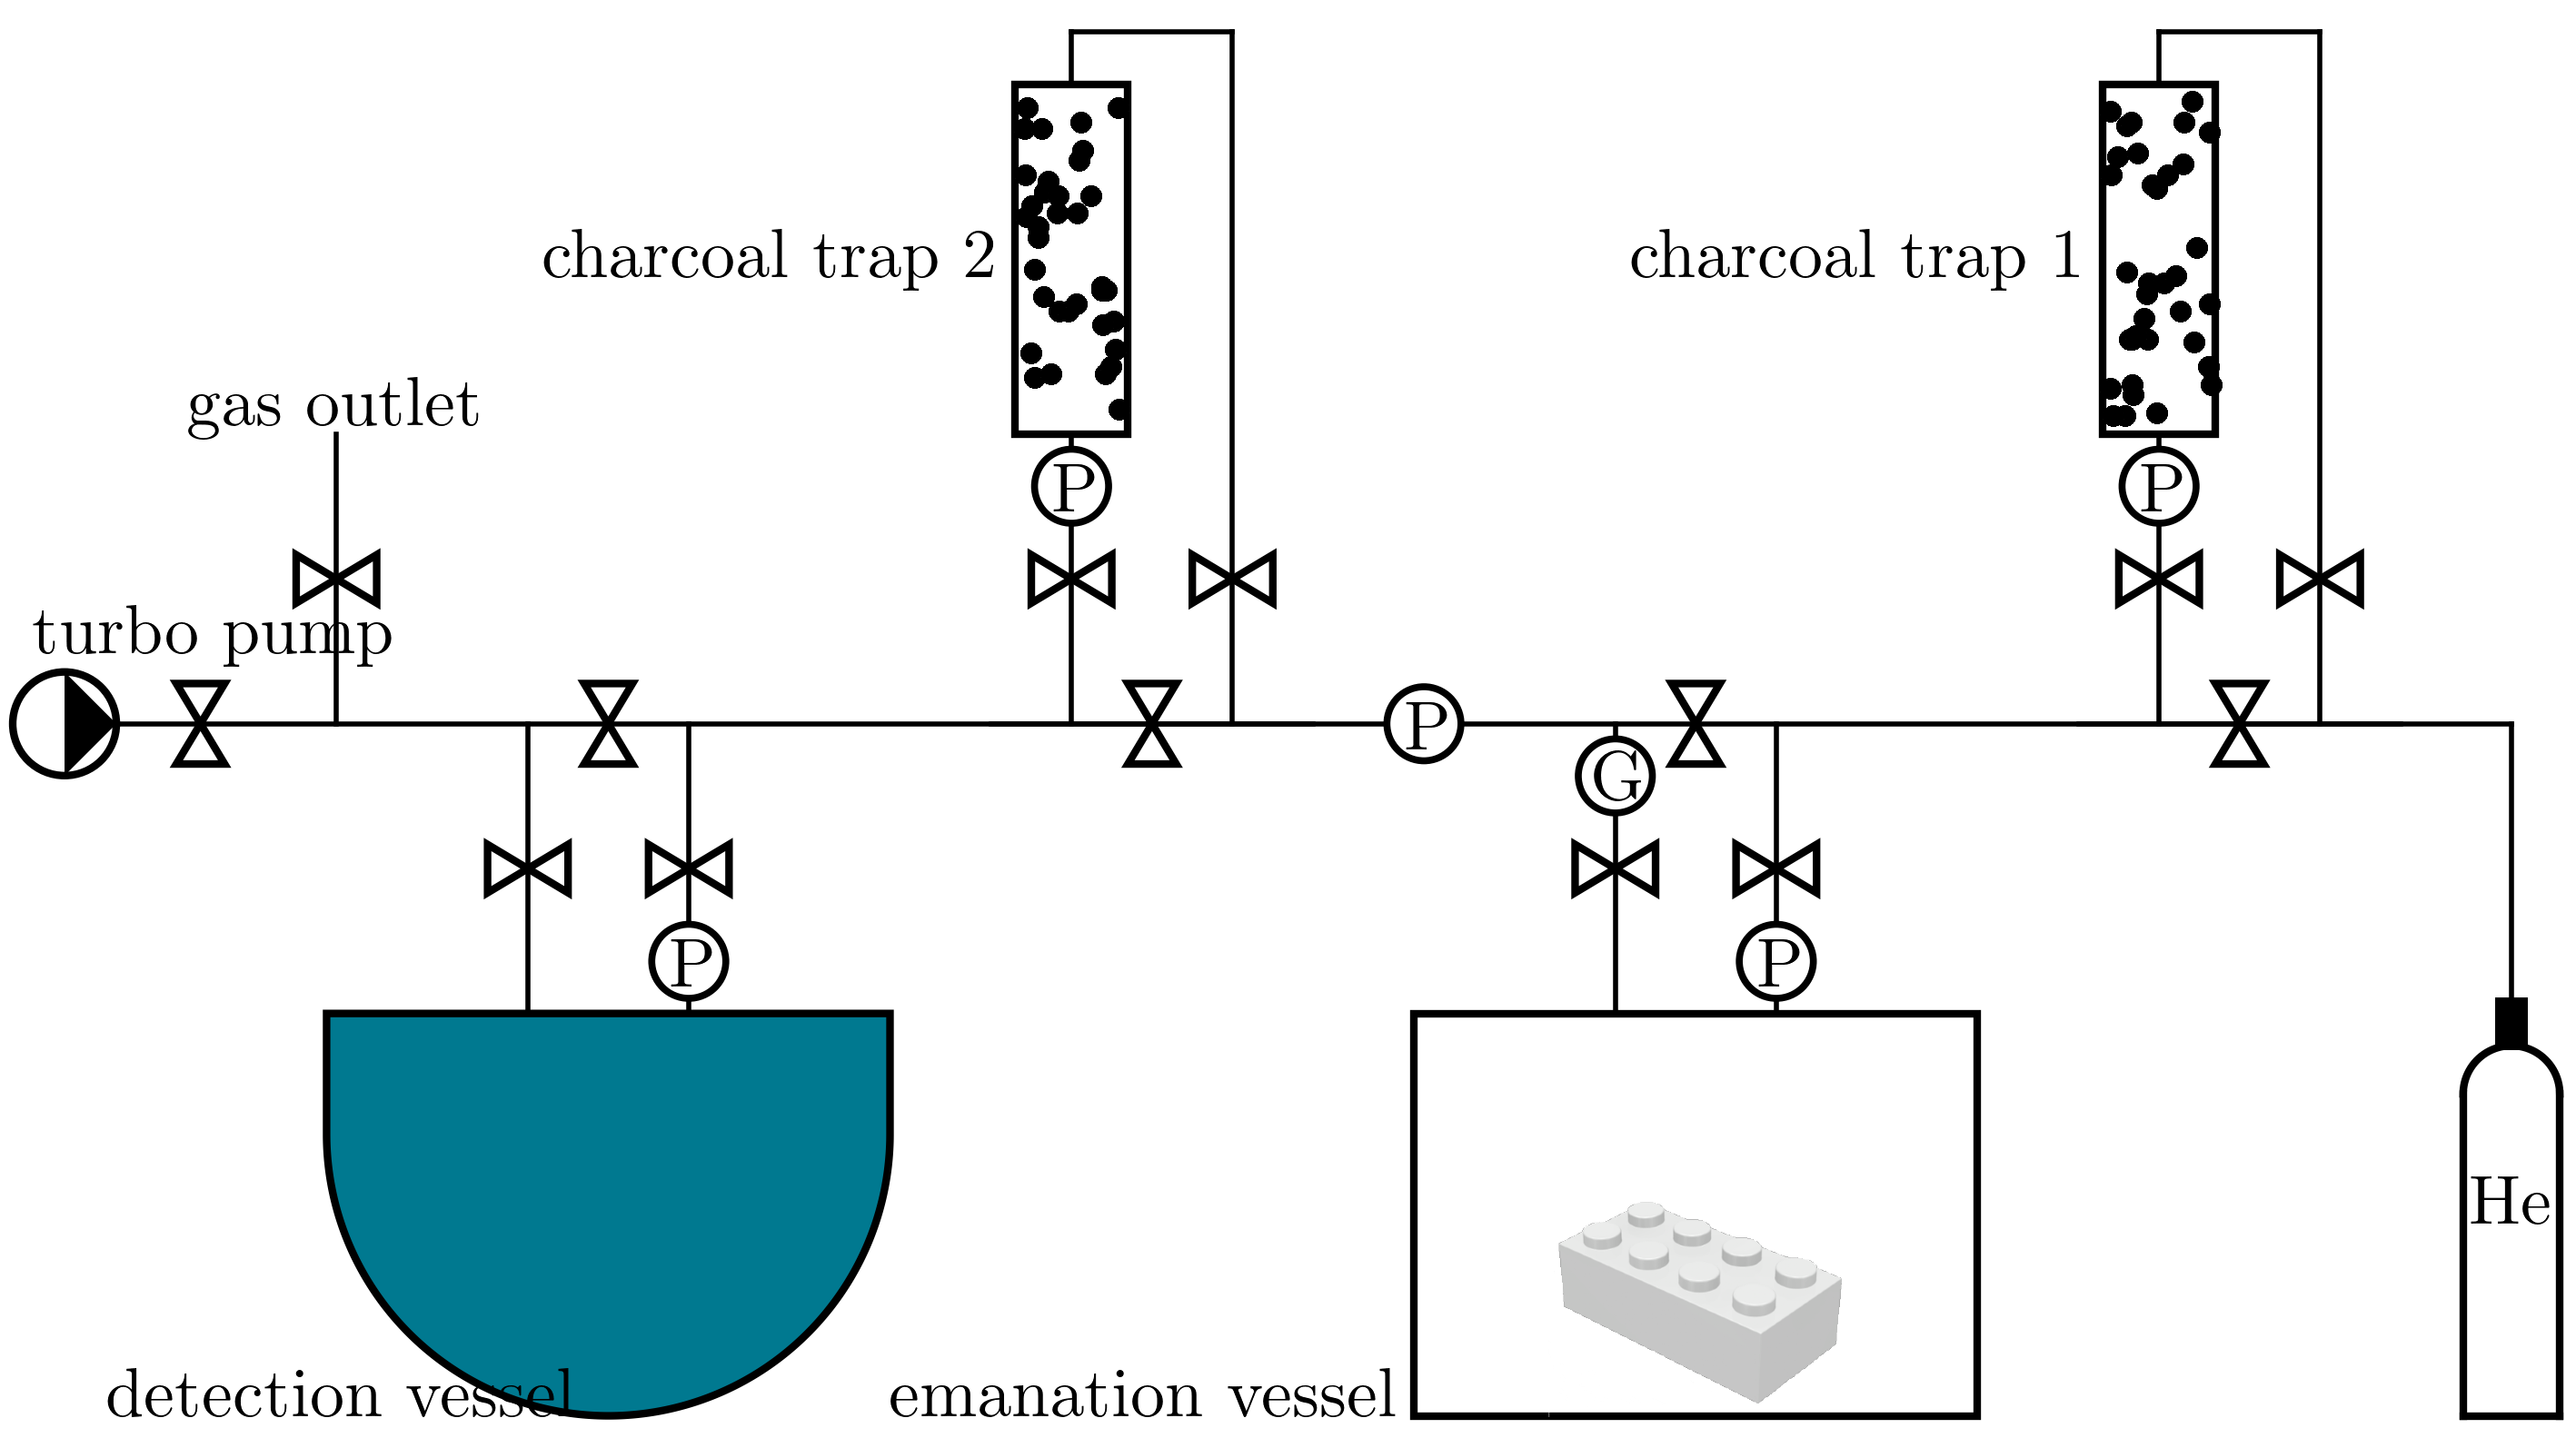 charcoal trap 2
charcoal trap 1
gas outlet
P
P
turbo pump
P
G
P
P
He
detection vessel
emanation vessel